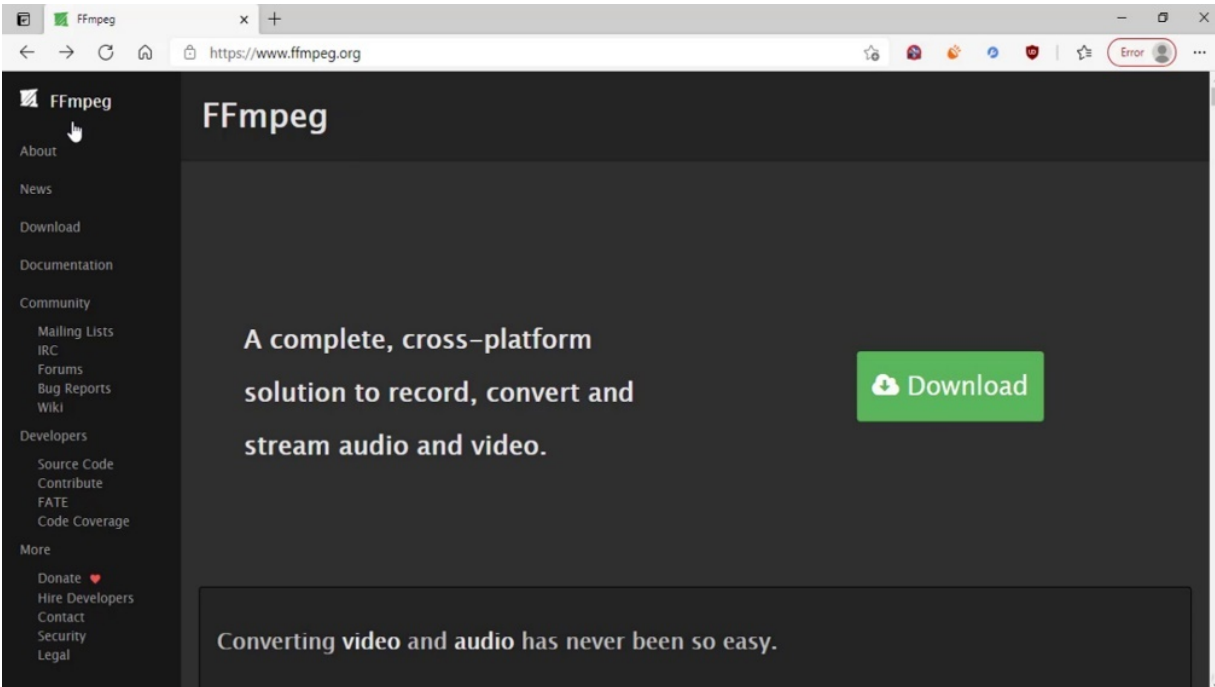 FFmpeg
https://www.ffmpeg.org
Error
FFmpeg
About
News
Download
Documentation
Community
Mailing Lists
IRC
Forums
Bug Reports
Wiki
Developers
Source Code
Contribute
FATE
Code Coverage
More
Donate
Hire Developers
Contact
Security
Legal
FFmpeg
A complete, cross-platform
solution to record, convert and
stream audio and video.
Download
Converting video and audio has never been so easy.